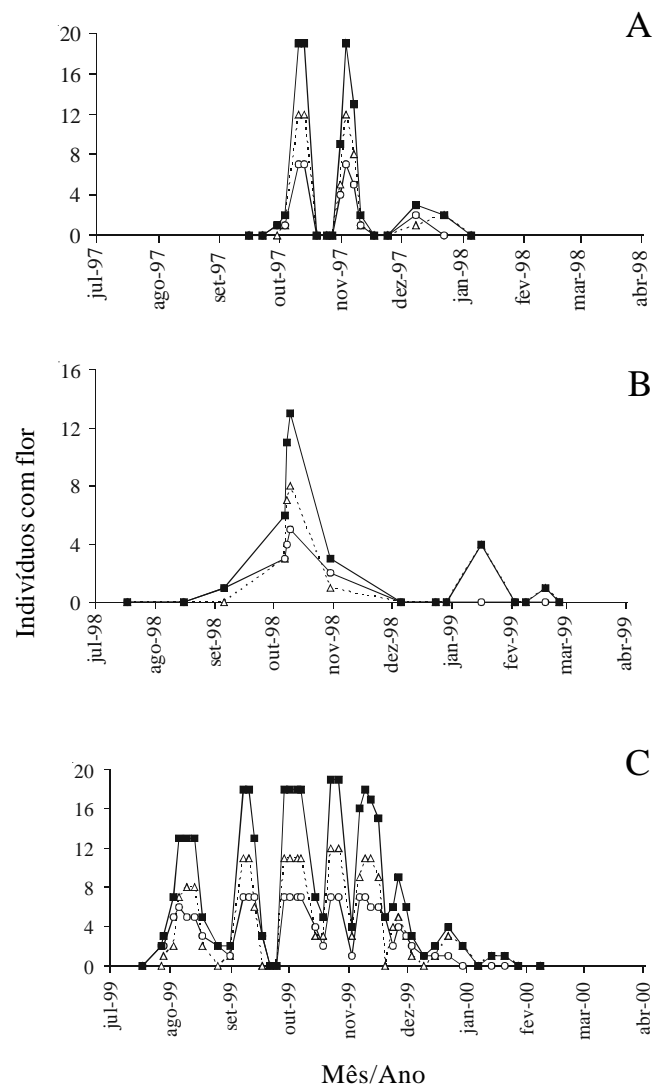 A
20
16
12
8
4
0
jul-97
ago-97
set-97
out-97
nov-97
dez-97
jan-98
fev-98
mar-98
abr-98
B
16
12
8
4
0
jul-98
ago-98
set-98
out-98
nov-98
dez-98
jan-99
fev-99
mar-99
abr-99
Indivíduos com flor
C
20
16
12
8
4
0
jul-99
ago-99
set-99
out-99
nov-99
dez-99
jan-00
fev-00
mar-00
abr-00
Mês/Ano